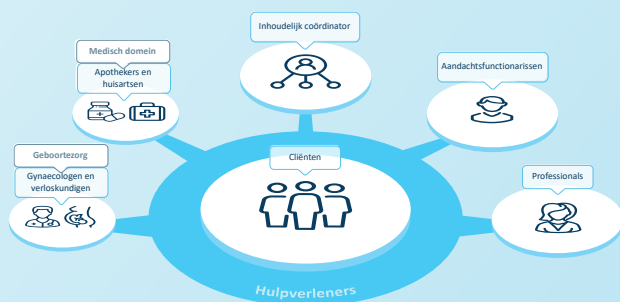 Inhoudelijk coördinator
Medisch domein
Apothekers en
huisartsen
Aandachtsfunctionarissen
Geboortezorg
Gynaecologen en
verloskundigen
Cliënten
Professionals
Hulpverleners